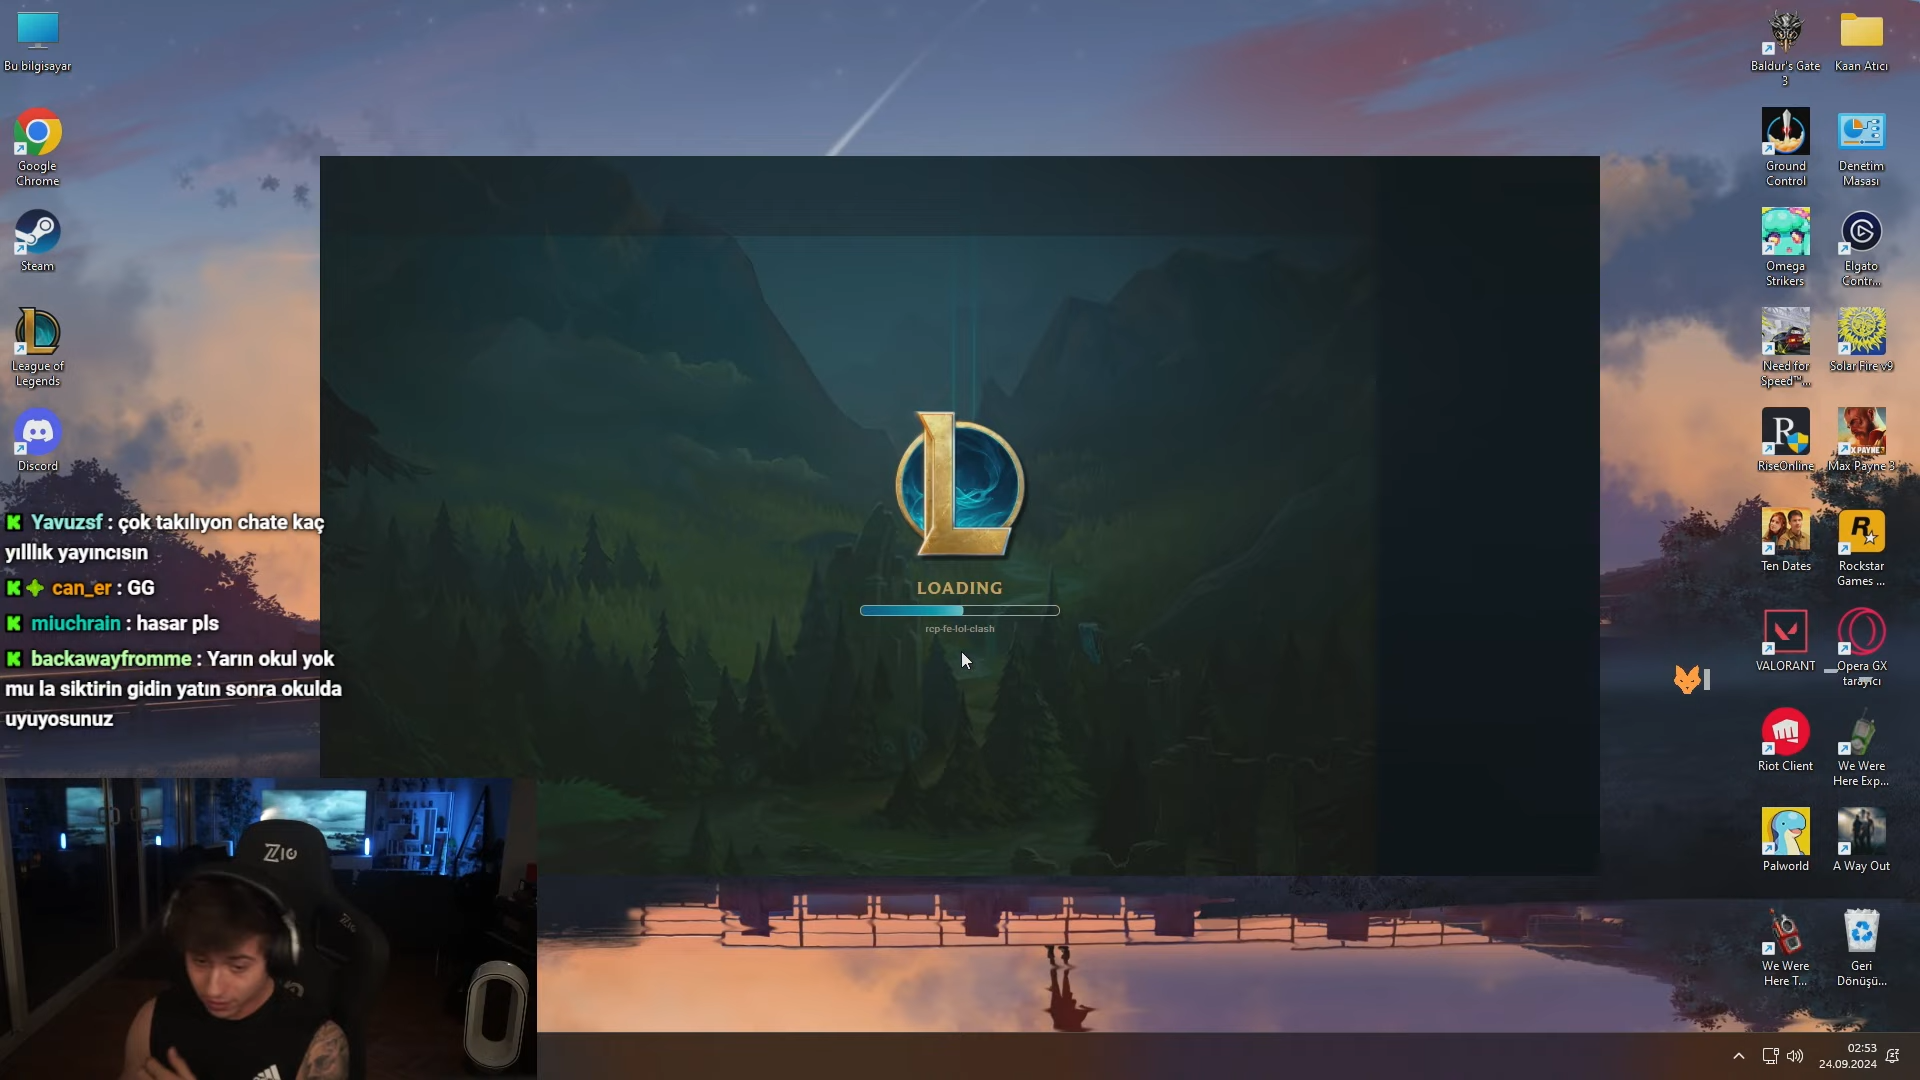 Bu bilgisayar
Google
Chrome
Steam
League of
Legends
Discord
Yavuzsf : çok takılıyon chate kaç
yılllık yayıncısın
can_er : GG
miuchrain : hasar pls
backawayfromme : Yarın okul yok
mu la siktirin gidin yatın sonra okulda
uyuyosunuz
LOADING
rcp-fe-lol-clash
Baldur's Gate
3
Kaan Atıcı
Ground
Control
Denetim
Masası
Omega
Strikers
Elgato
Contr...
Need for
Speed™...
Solar Fire v9
RiseOnline
Max Payne 3
Ten Dates
Rockstar
Games ...
VALORANT
Opera GX
tarayıcı
Riot Client
We Were
Here Exp...
Palworld
A Way Out
We Were
Here T...
Geri
Dönüşü...
ZIO
02:53
24.09.2024